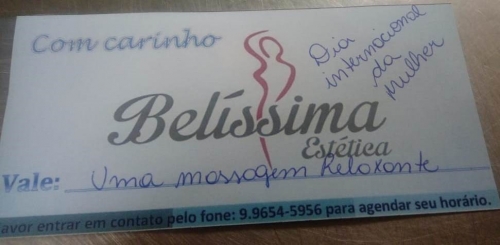 Com carinho
Dia
internacional
da
mulher
Belíssima
Estética
Vale: Uma massagem Relaxante
avor entrar em contato pelo fone: 9.9654-5956 para agendar seu horário.